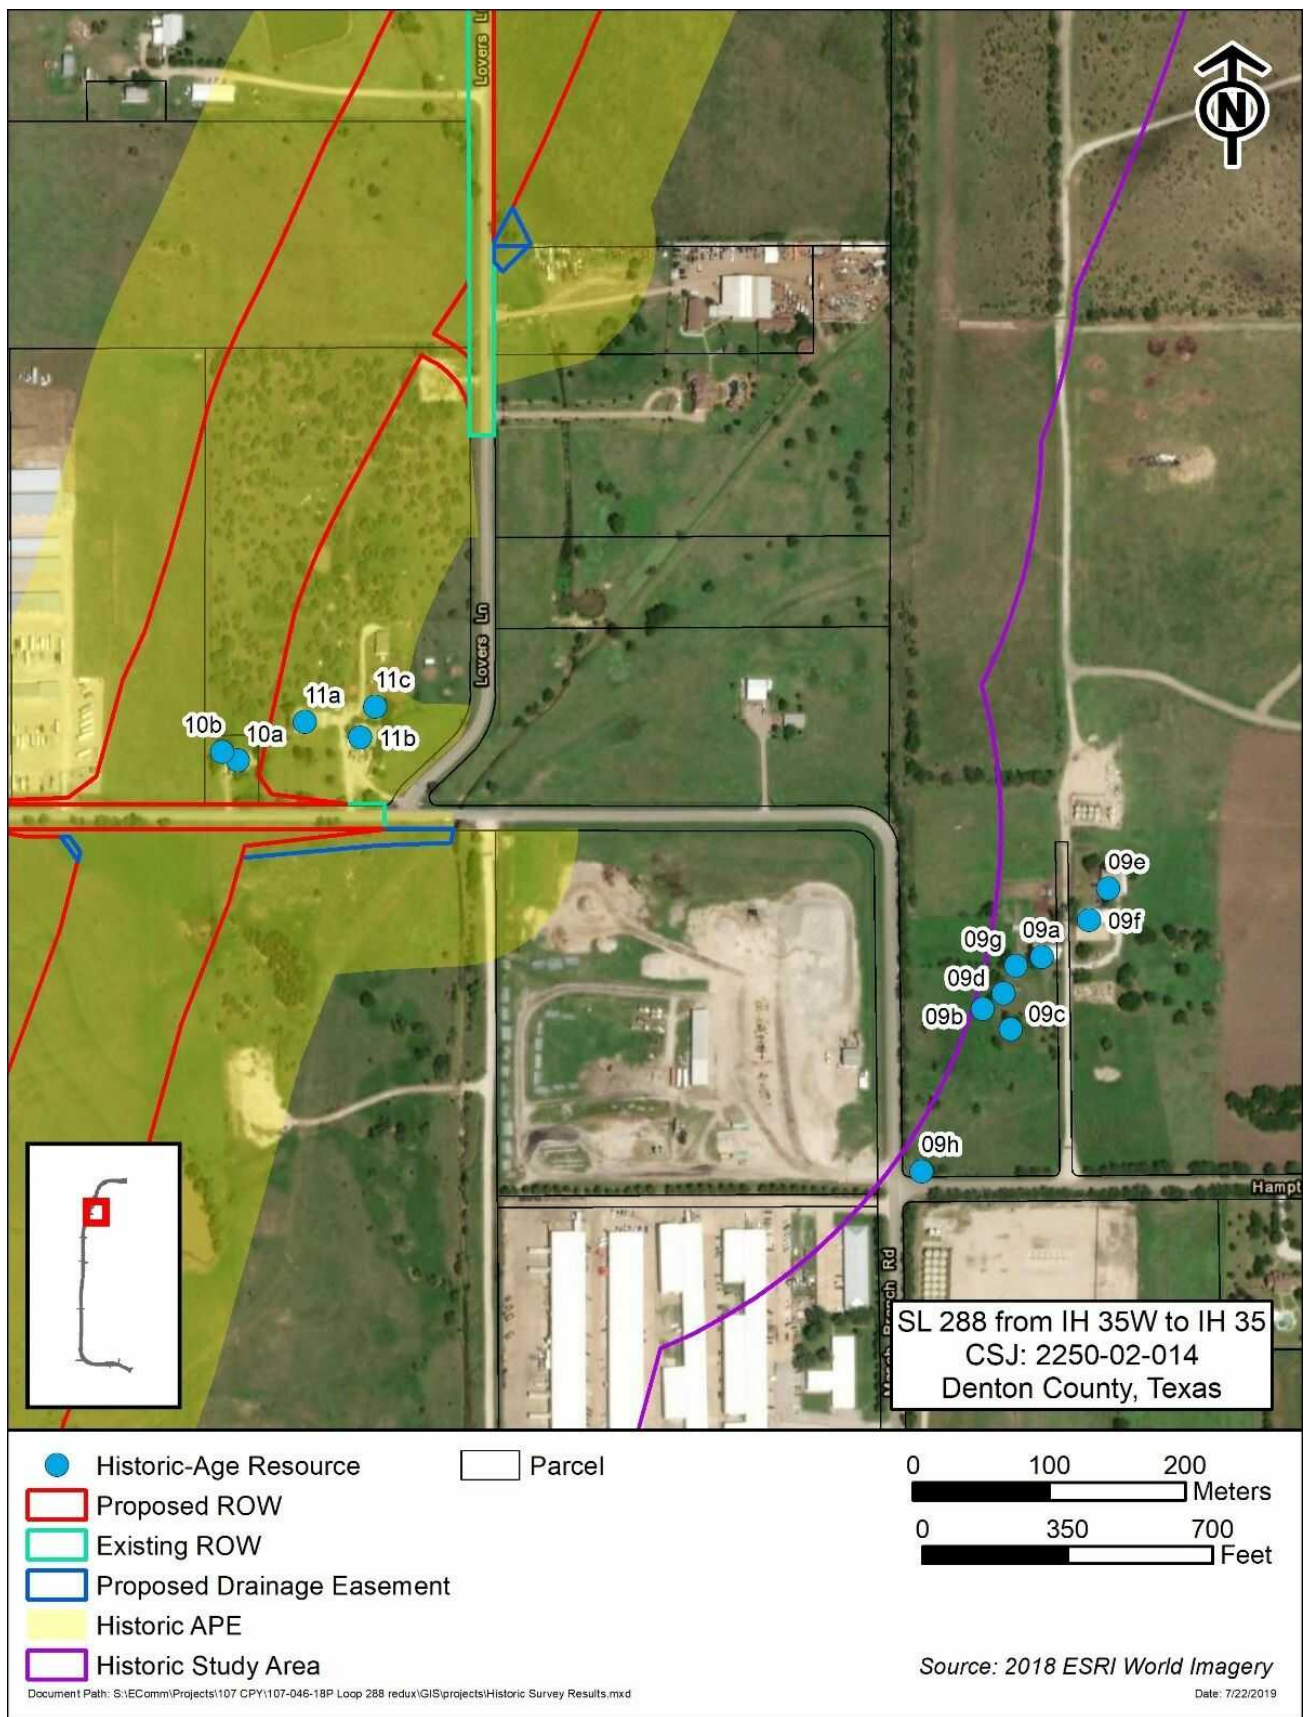 Lovers L
N
Lovers Ln
11a
11c
10b
10a
11b
09e
09f
09a
09g
09d
09b
09c
09h
Hampt
Rd
SL 288 from IH 35W to IH 35
CSJ: 2250-02-014
Denton County, Texas
Historic-Age Resource
Parcel
Proposed ROW
Existing ROW
Proposed Drainage Easement
Historic APE
Historic Study Area
0 100 200
Meters
0 350 700
Feet
Source: 2018 ESRI World Imagery
Document Path: S:\EComm\Projects\107 CPY\107-046-18P Loop 288 redux\GIS\projects\Historic Survey Results.mxd
Date: 7/22/2019